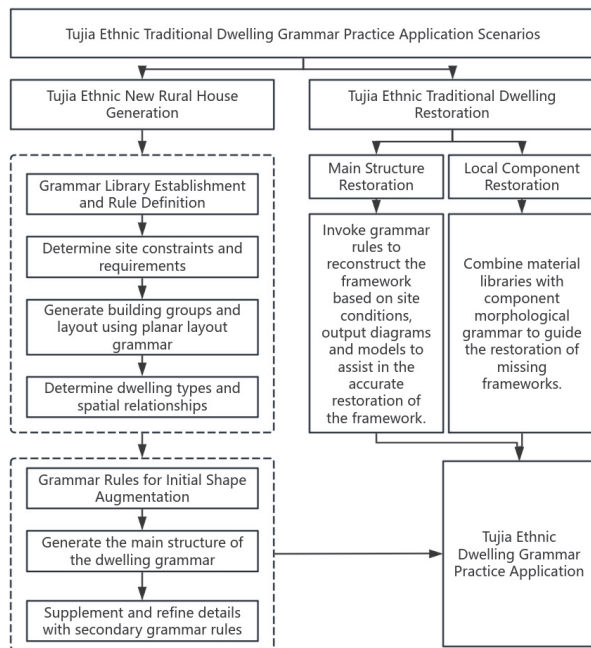 Tujia Ethnic Traditional Dwelling Grammar Practice Application Scenarios
Tujia Ethnic New Rural House
Generation
Tujia Ethnic Traditional Dwelling
Restoration
Grammar Library Establishment
and Rule Definition
Determine site constraints and
requirements
Generate building groups and
layout using planar layout
grammar
Determine dwelling types and
spatial relationships
Main Structure
Restoration
Local Component
Restoration
Invoke grammar
rules to
reconstruct the
framework
based on site
conditions,
output diagrams
and models to
assist in the
accurate
restoration of
the framework.
Combine material
libraries with
component
morphological
grammar to guide
the restoration of
missing
frameworks.
Grammar Rules for Initial Shape
Augmentation
Generate the main structure of
the dwelling grammar
Supplement and refine details
with secondary grammar rules
Tujia Ethnic
Dwelling Grammar
Practice Application